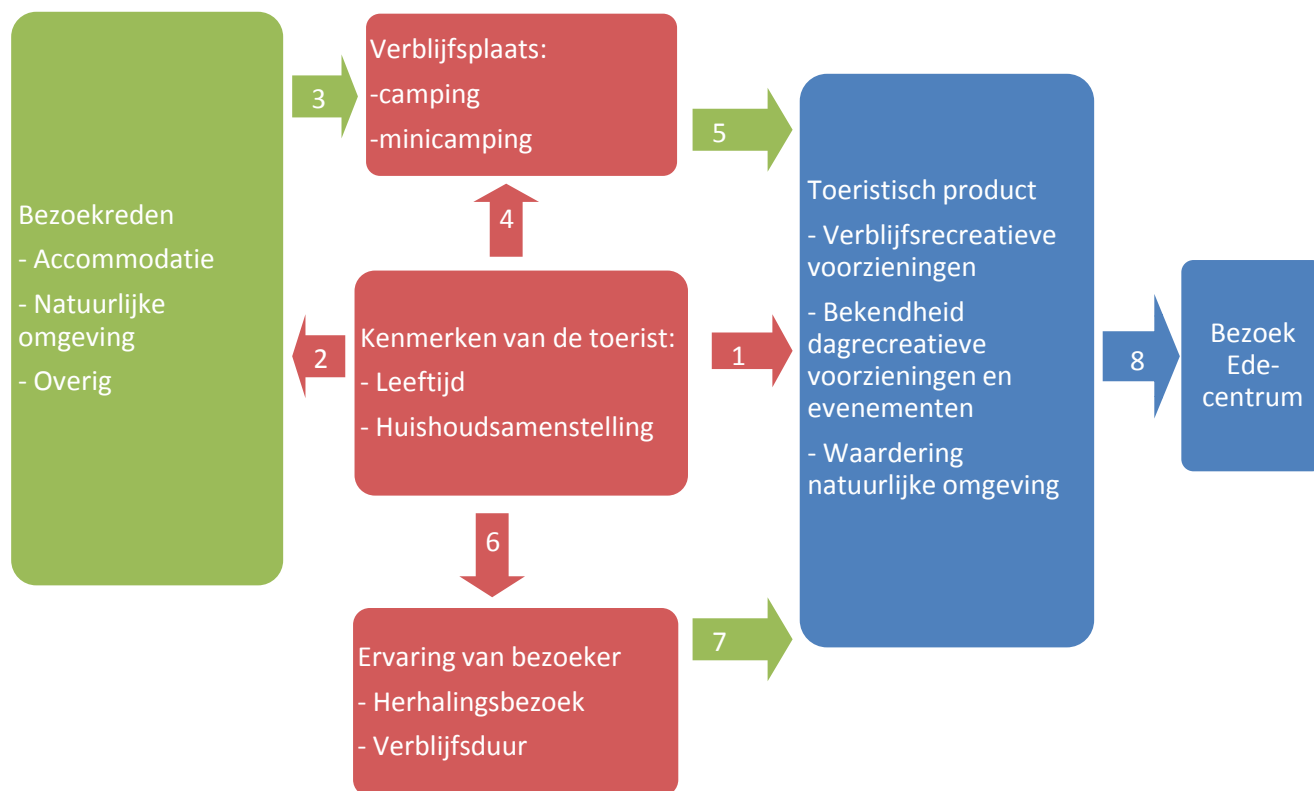 Bezoekreden
- Accommodatie
- Natuurlijke
omgeving
- Overig
3
Verblijfsplaats:
-camping
-minicamping
5
4
2
Kenmerken van de toerist:
- Leeftijd
- Huishoudsamenstelling
1
6
Ervaring van bezoeker
- Herhalingsbezoek
- Verblijfsduur
7
Toeristisch product
- Verblijfsrecreatieve
voorzieningen
- Bekendheid
dagrecreatieve
voorzieningen en
evenementen
- Waardering
natuurlijke omgeving
8
Bezoek
Ede-
centrum